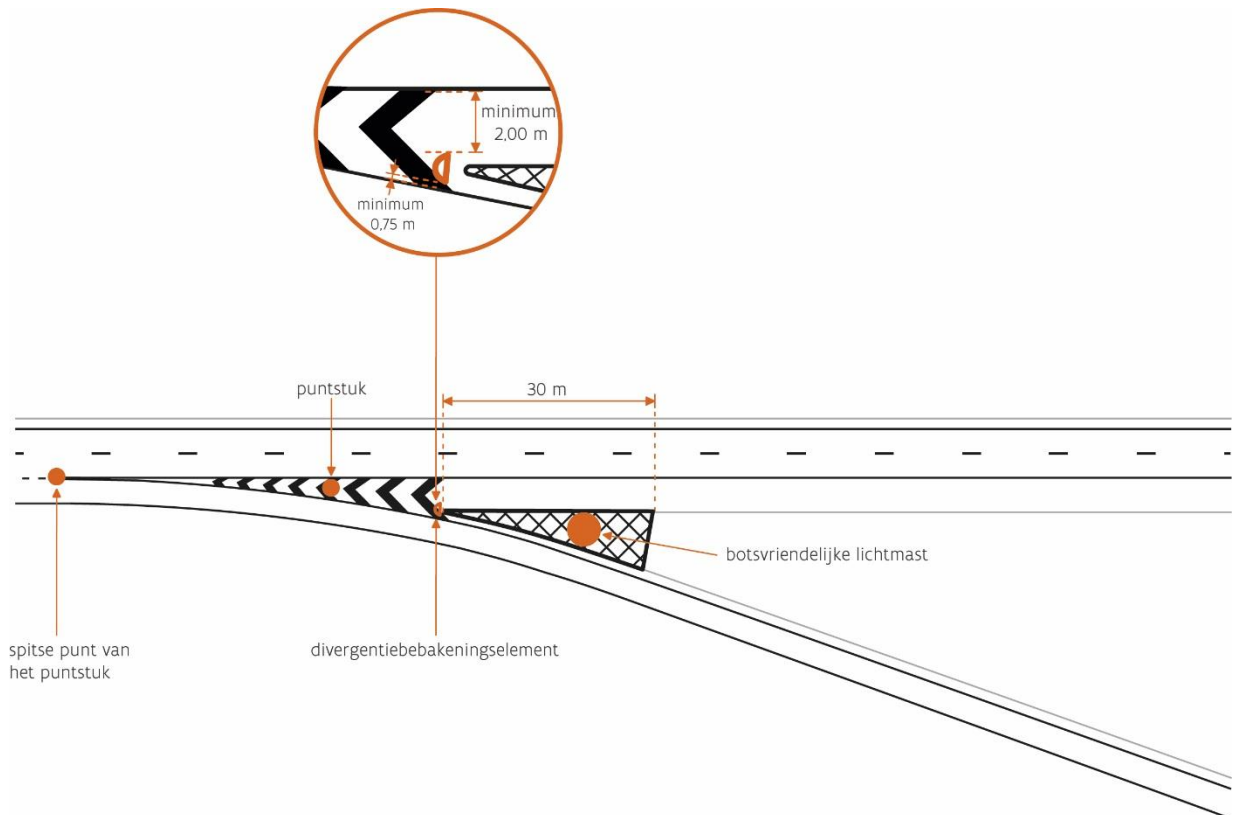 minimum
2,00 m
minimum
0,75 m
puntstuk
30 m
botsvriendelijke lichtmast
spitse punt van
het puntstuk
divergentiebebakeningselement